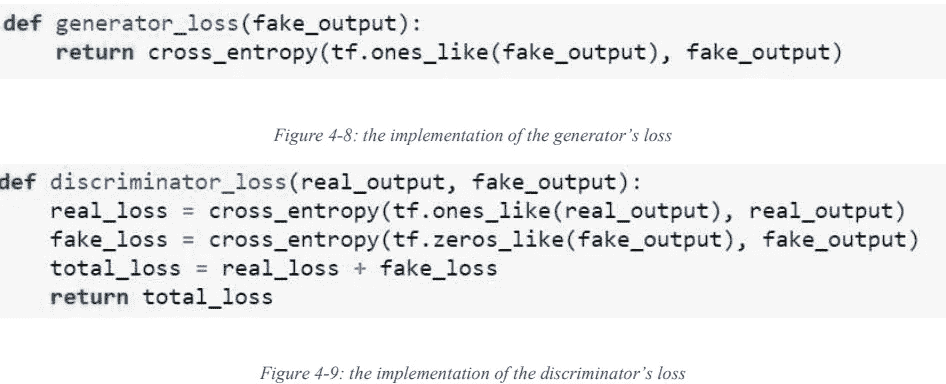 def generator_loss(fake_output):
    return cross_entropy(tf.ones_like(fake_output), fake_output)
Figure 4-8: the implementation of the generator’s loss
def discriminator_loss(real_output, fake_output):
    real_loss = cross_entropy(tf.ones_like(real_output), real_output)
    fake_loss = cross_entropy(tf.zeros_like(fake_output), fake_output)
    total_loss = real_loss + fake_loss
    return total_loss
Figure 4-9: the implementation of the discriminator’s loss